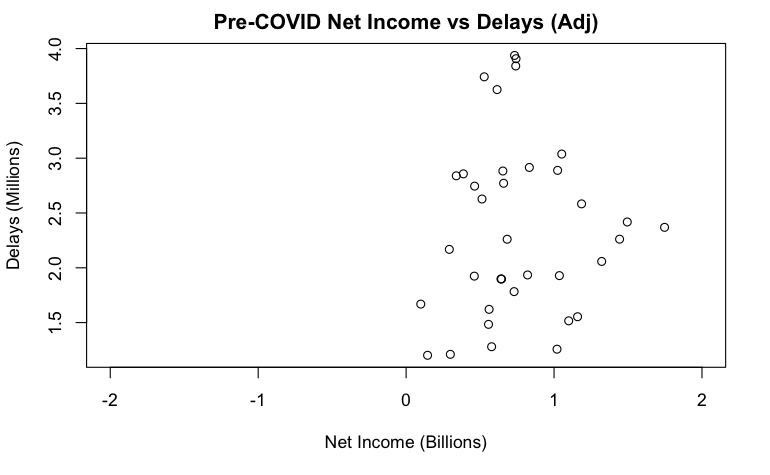 Pre-COVID Net Income vs Delays (Adj)
Delays (Millions)
4.0
3.5
3.0
2.5
2.0
1.5
-2 -1 0 1 2
Net Income (Billions)